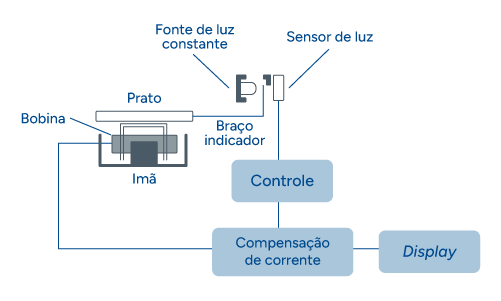 Fonte de luz
constante
Sensor de luz
Prato
Bobina
Braço
indicador
Imã
Controle
Compensação
de corrente
Display